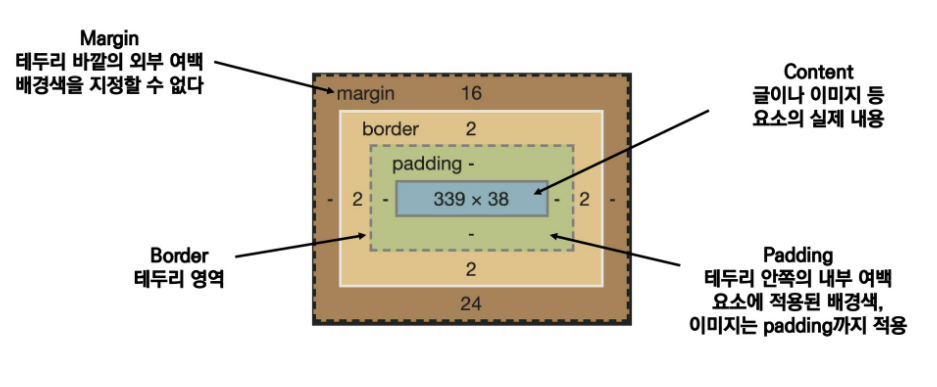 Margin
테두리 바깥의 외부 여백
배경색을 지정할 수 없다
Content
글이나 이미지 등
요소의 실제 내용
margin 16
border 2
padding -
- 2 - 339 × 38 - 2 -
-
2
24
Border
테두리 영역
Padding
테두리 안쪽의 내부 여백
요소에 적용된 배경색,
이미지는 padding까지 적용